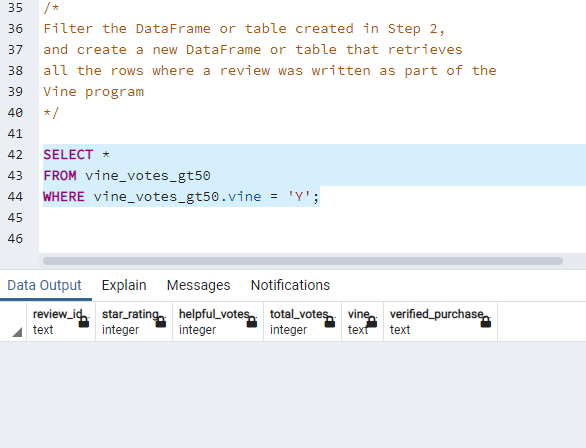 35 /*
36 Filter the DataFrame or table created in Step 2,
37 and create a new DataFrame or table that retrieves
38 all the rows where a review was written as part of the
39 Vine program
40 */
41
42 SELECT *
43 FROM vine_votes_gt50
44 WHERE vine_votes_gt50.vine = 'Y';
45
46
Data Output Explain Messages Notifications
review_id star_rating helpful_votes total_votes vine verified_purchase
text integer integer integer text text